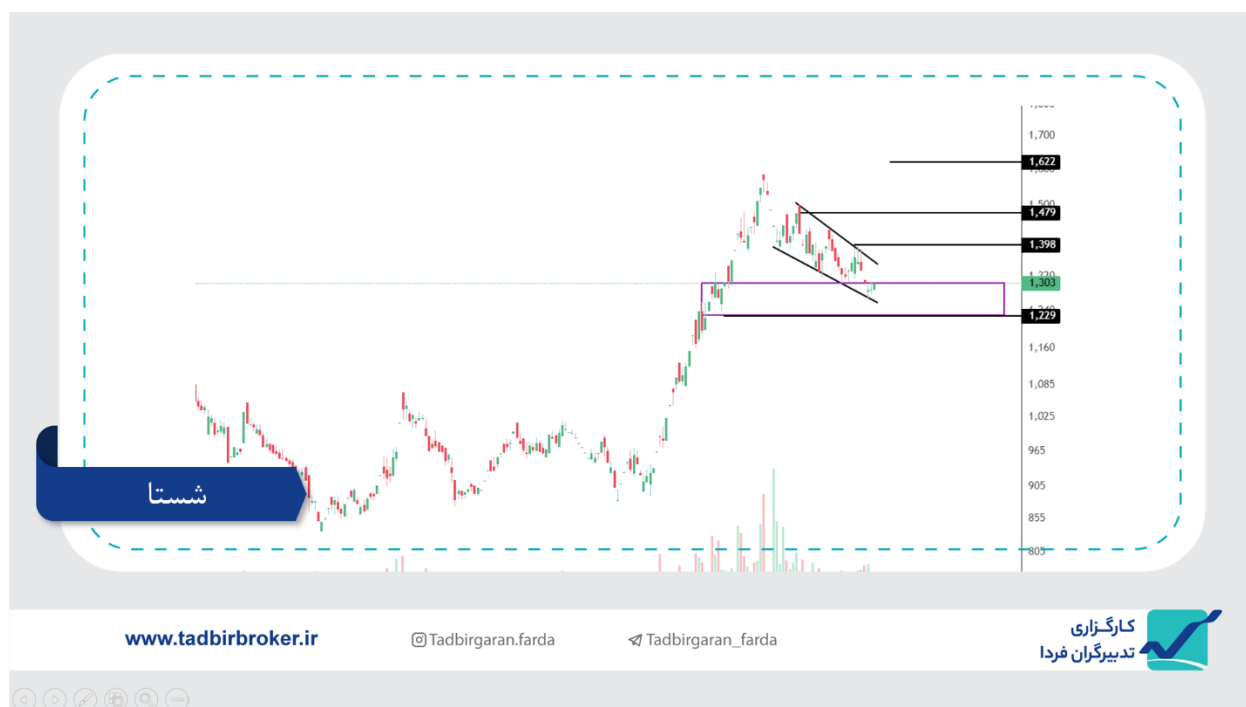 1,700
1,622
1,479
1,398
1,303
1,229
1,160
1,085
1,025
965
905
855
805
شستا
www.tadbirbroker.ir
Tadbirgaran.farda
Tadbirgaran_farda
کارگزاری
تدبیرگران فردا